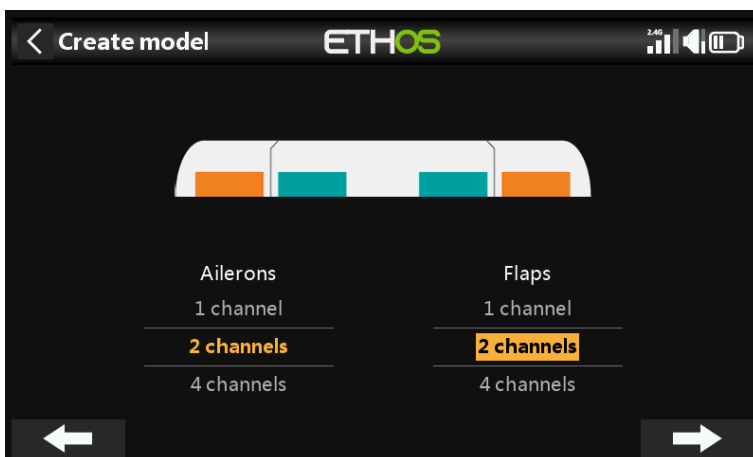 Create model
ETHOS
2.4G
Ailerons
Flaps
1 channel
1 channel
2 channels
2 channels
4 channels
4 channels